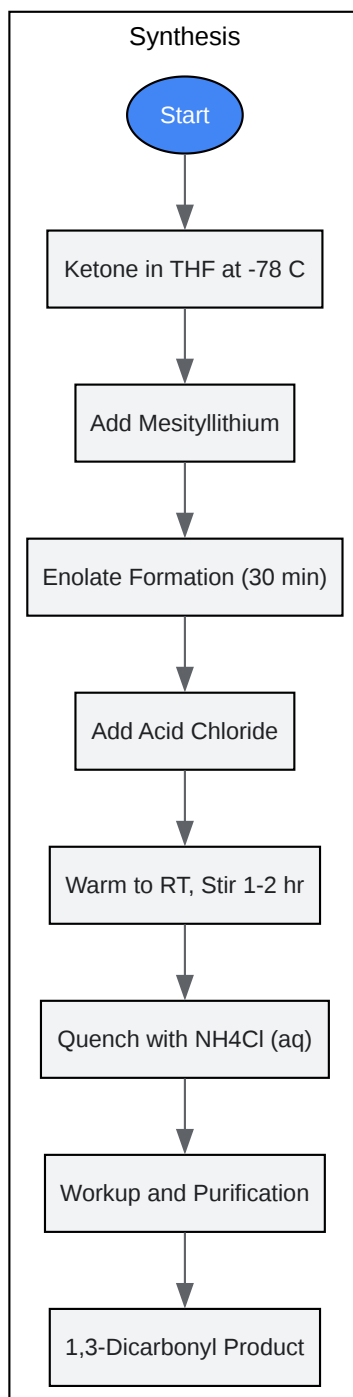 Synthesis
Start
Ketone in THF at -78 C
Add Mesityllithium
Enolate Formation (30 min)
Add Acid Chloride
Warm to RT, Stir 1-2 hr
Quench with NH4Cl (aq)
Workup and Purification
1,3-Dicarbonyl Product